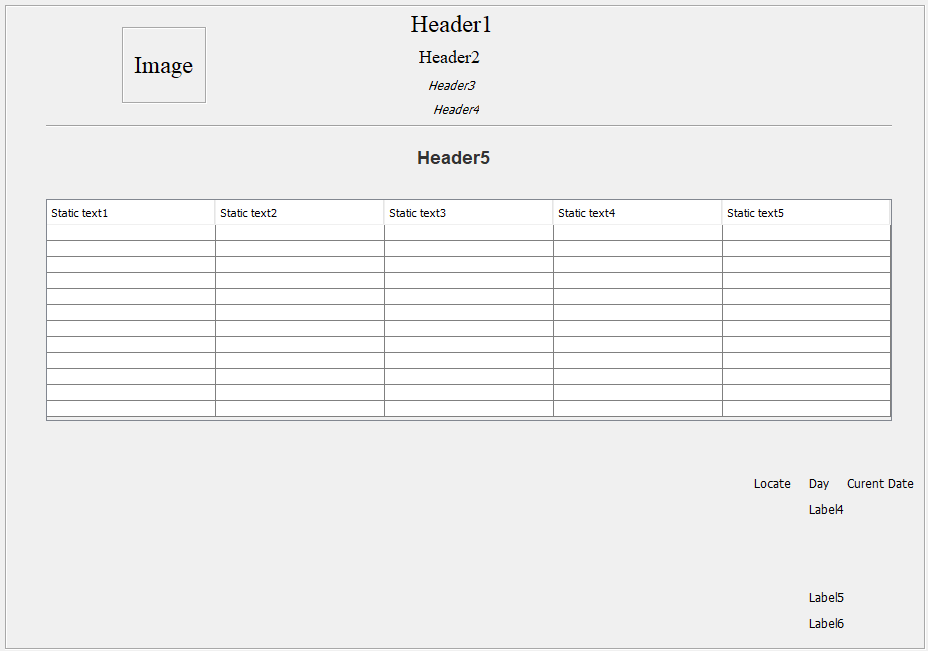 Header1
Image
Header2
Header3
Header4
Header5
Static text1 Static text2 Static text3 Static text4 Static text5
Locate Day Curent Date
Label4
Label5
Label6